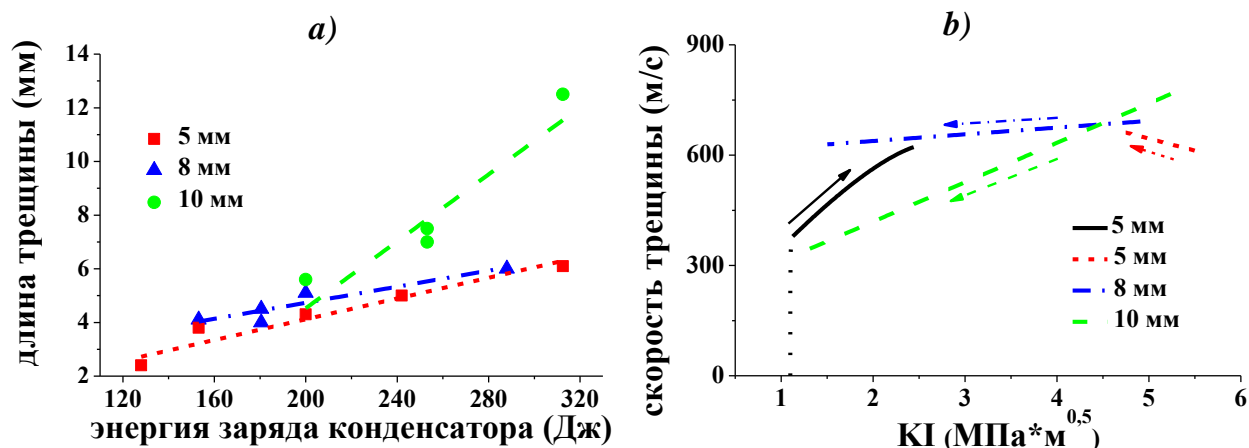 a)
длина трещины (мм)
14
12
10
8
6
4
2
5 мм
8 мм
10 мм
120 160 200 240 280 320
энергия заряда конденсатора (Дж)
b)
скорость трещины (м/с)
900
600
300
0
5 мм
5 мм
8 мм
10 мм
1 2 3 4 5 6
KI (МПа*м^0,5)